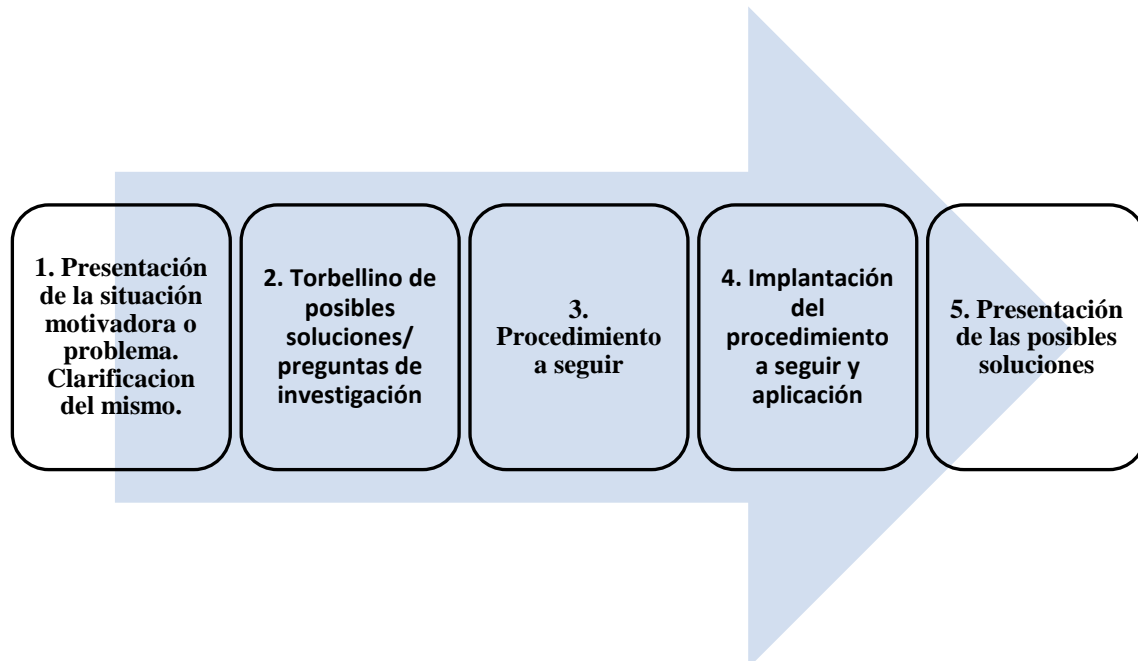 1. Presentación
de la situación
motivadora o
problema.
Clarificacion
del mismo.
2. Torbellino de
posibles
soluciones/
preguntas de
investigación
3.
Procedimiento
a seguir
4. Implantación
del
procedimiento
a seguir y
aplicación
5. Presentación
de las posibles
soluciones